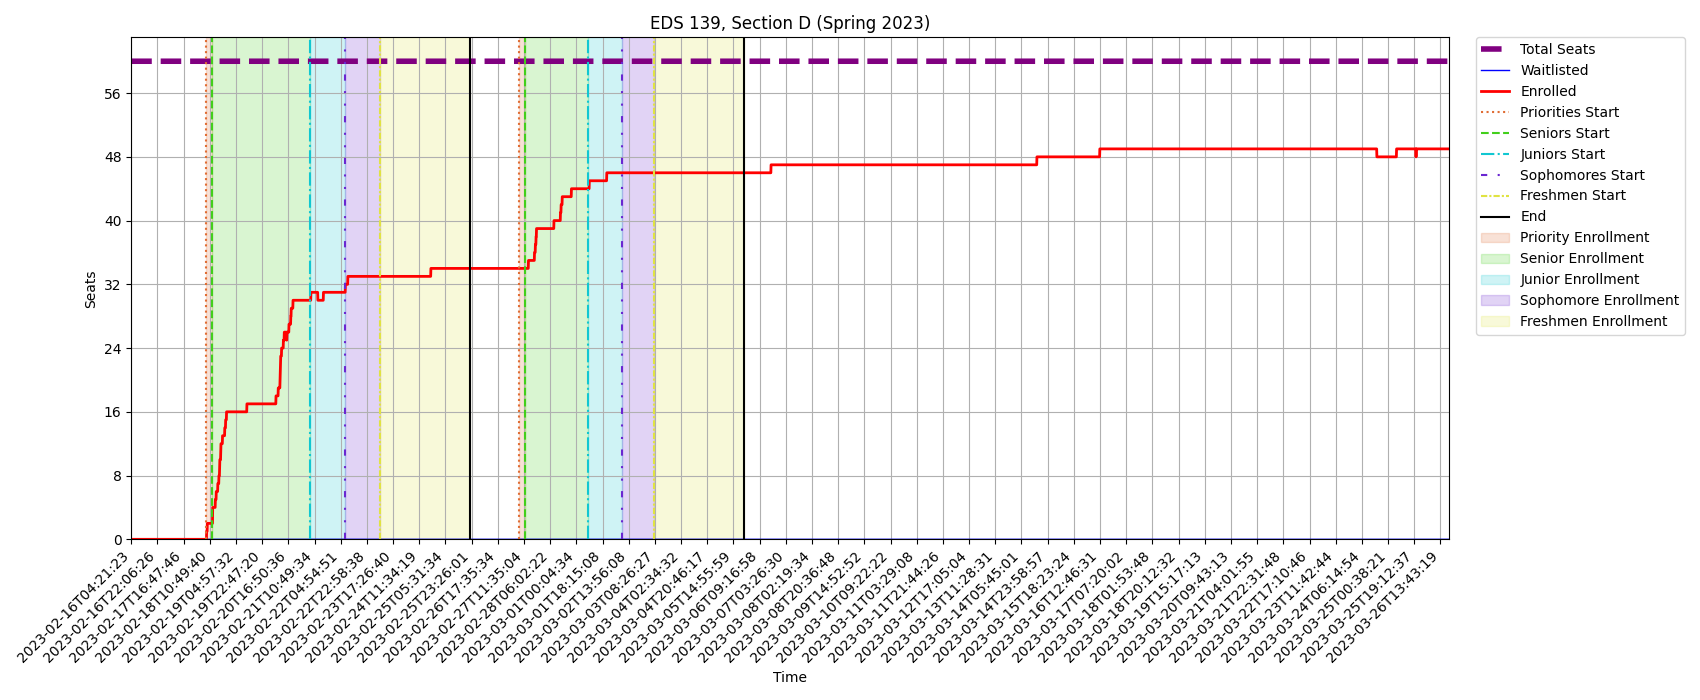 EDS 139, Section D (Spring 2023)
Total Seats
Waitlisted
Enrolled
Priorities Start
Seniors Start
Juniors Start
Sophomores Start
Freshmen Start
End
Priority Enrollment
Senior Enrollment
Junior Enrollment
Sophomore Enrollment
Freshmen Enrollment
Seats
56
48
40
32
24
16
8
0
2023-02-16T04:21:23
2023-02-16T22:06:26
2023-02-17T16:47:46
2023-02-18T10:49:40
2023-02-19T04:57:32
2023-02-19T22:47:20
2023-02-20T16:50:36
2023-02-21T10:49:34
2023-02-22T04:54:51
2023-02-22T22:58:38
2023-02-23T17:26:40
2023-02-24T11:34:19
2023-02-25T05:31:34
2023-02-25T23:26:01
2023-02-26T17:35:34
2023-02-27T11:35:04
2023-02-28T06:02:22
2023-03-01T00:04:34
2023-03-01T18:15:08
2023-03-02T13:56:08
2023-03-03T08:26:27
2023-03-04T02:34:32
2023-03-04T20:46:17
2023-03-05T14:55:59
2023-03-06T09:16:58
2023-03-07T03:26:30
2023-03-08T02:19:34
2023-03-08T20:36:48
2023-03-09T14:52:52
2023-03-10T09:22:22
2023-03-11T03:29:08
2023-03-11T21:44:26
2023-03-12T17:05:04
2023-03-13T11:28:31
2023-03-14T05:45:01
2023-03-14T23:58:57
2023-03-15T18:23:24
2023-03-16T12:46:31
2023-03-17T07:20:02
2023-03-18T01:53:48
2023-03-18T20:12:32
2023-03-19T15:17:13
2023-03-20T09:43:13
2023-03-21T04:01:55
2023-03-21T22:31:48
2023-03-22T17:10:46
2023-03-23T11:42:44
2023-03-24T06:14:54
2023-03-25T00:38:21
2023-03-25T19:12:37
2023-03-26T13:43:19
Time